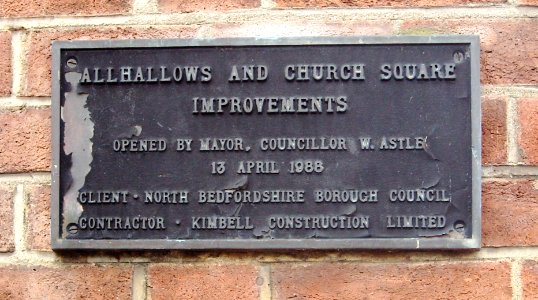 ALLHALLOWS AND CHURCH SQUARE
IMPROVEMENTS
OPENED BY MAYOR, COUNCILLOR W. ASTLE
13 APRIL 1988
CLIENT · NORTH BEDFORDSHIRE BOROUGH COUNCIL
CONTRACTOR · KIMBELL CONSTRUCTION LIMITED